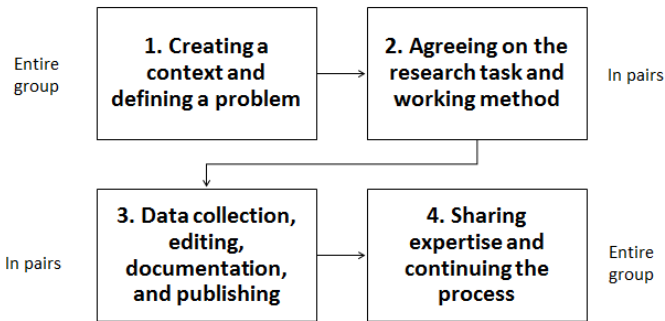 Entire
group
1. Creating a
context and
defining a problem
2. Agreeing on the
research task and
working method
In pairs
In pairs
3. Data collection,
editing,
documentation,
and publishing
4. Sharing
expertise and
continuing the
process
Entire
group